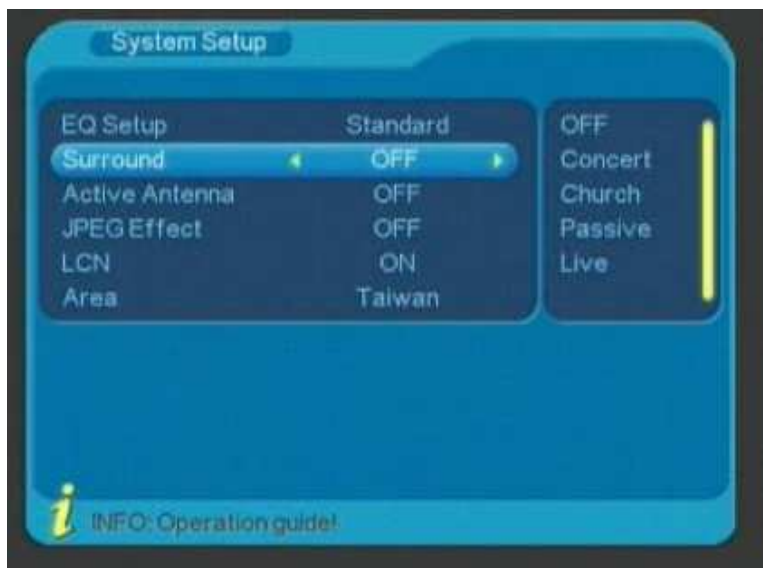 System Setup
EQ Setup Standard
Surround OFF
Active Antenna OFF
JPEG Effect OFF
LCN ON
Area Taiwan
OFF
Concert
Church
Passive
Live
i INFO: Operation guide!